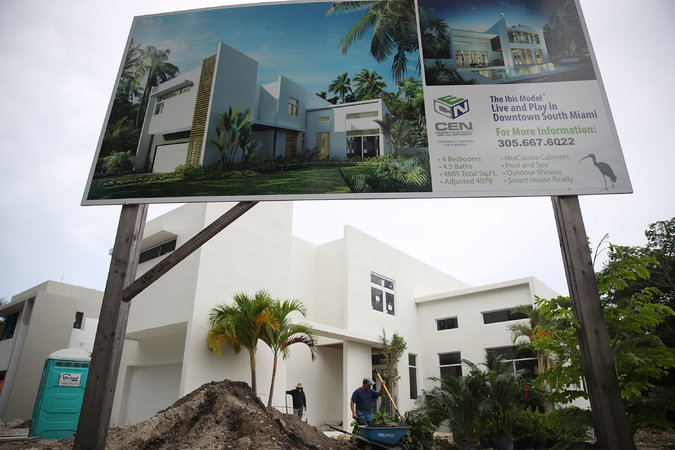 The Ibis Model™
Live and Play in
Downtown South Miami
CEN
For More Information:
305.667.6022
• 4 Bedrooms
• 4.5 Baths
• 4605 Total Sq.Ft.
• Adjusted 4079
• MiaCucina Cabinets
• Pool and Spa
• Outdoor Shower
• Smart House Ready